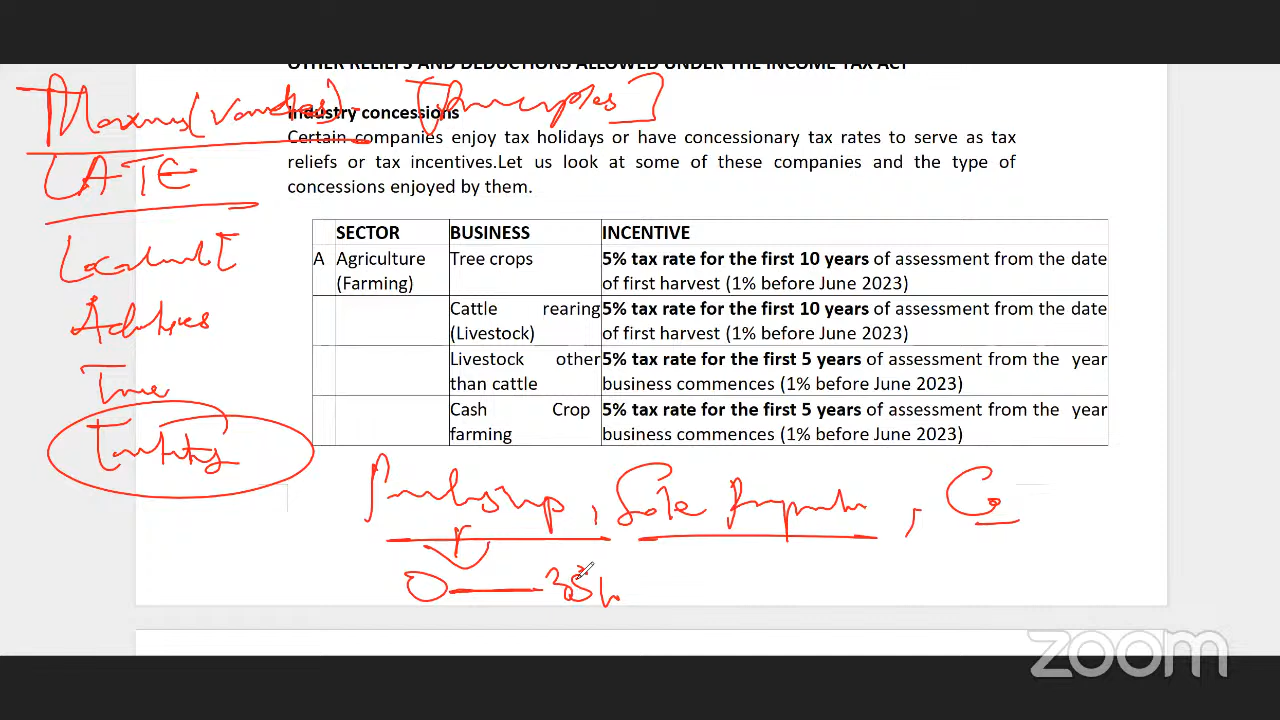 OTHER RELIEFS AND DEDUCTIONS ALLOWED UNDER THE INCOME TAX ACT
[Principles]
Industry concessions
Certain companies enjoy tax holidays or have concessionary tax rates to serve as tax
reliefs or tax incentives.Let us look at some of these companies and the type of
concessions enjoyed by them.
LATE
SECTOR BUSINESS INCENTIVE
A Agriculture (Farming) Tree crops 5% tax rate for the first 10 years of assessment from the date
of first harvest (1% before June 2023)
Cattle rearing (Livestock) 5% tax rate for the first 10 years of assessment from the date
of first harvest (1% before June 2023)
Livestock other than cattle 5% tax rate for the first 5 years of assessment from the year
business commences (1% before June 2023)
Cash Crop farming 5% tax rate for the first 5 years of assessment from the year
business commences (1% before June 2023)
Activities
Time
Entity
Partnership, Sole , Co
zoom